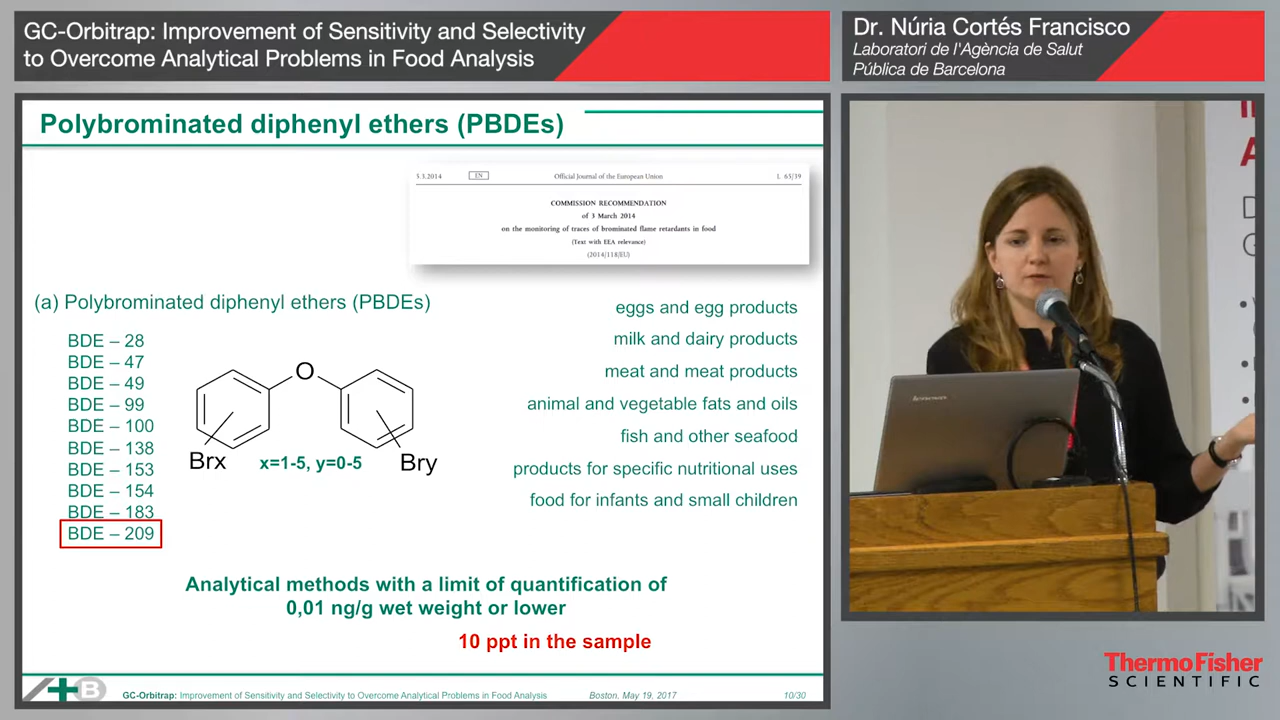 GC-Orbitrap: Improvement of Sensitivity and Selectivity
to Overcome Analytical Problems in Food Analysis
Dr. Núria Cortés Francisco
Laboratori de l'Agència de Salut
Pública de Barcelona
Polybrominated diphenyl ethers (PBDEs)
5.3.2014 EN Official Journal of the European Union L 65/39
COMMISSION RECOMMENDATION
of 3 March 2014
on the monitoring of traces of brominated flame retardants in food
(Text with EEA relevance)
(2014/118/EU)
(a) Polybrominated diphenyl ethers (PBDEs)
BDE – 28
BDE – 47
BDE – 49
BDE – 99
BDE – 100
BDE – 138
BDE – 153
BDE – 154
BDE – 183
BDE – 209
O
Brx
x=1-5, y=0-5
Bry
eggs and egg products
milk and dairy products
meat and meat products
animal and vegetable fats and oils
fish and other seafood
products for specific nutritional uses
food for infants and small children
Analytical methods with a limit of quantification of
0,01 ng/g wet weight or lower
10 ppt in the sample
GC-Orbitrap: Improvement of Sensitivity and Selectivity to Overcome Analytical Problems in Food Analysis
Boston, May 19, 2017
10/30
lenovo
ThermoFisher
SCIENTIFIC